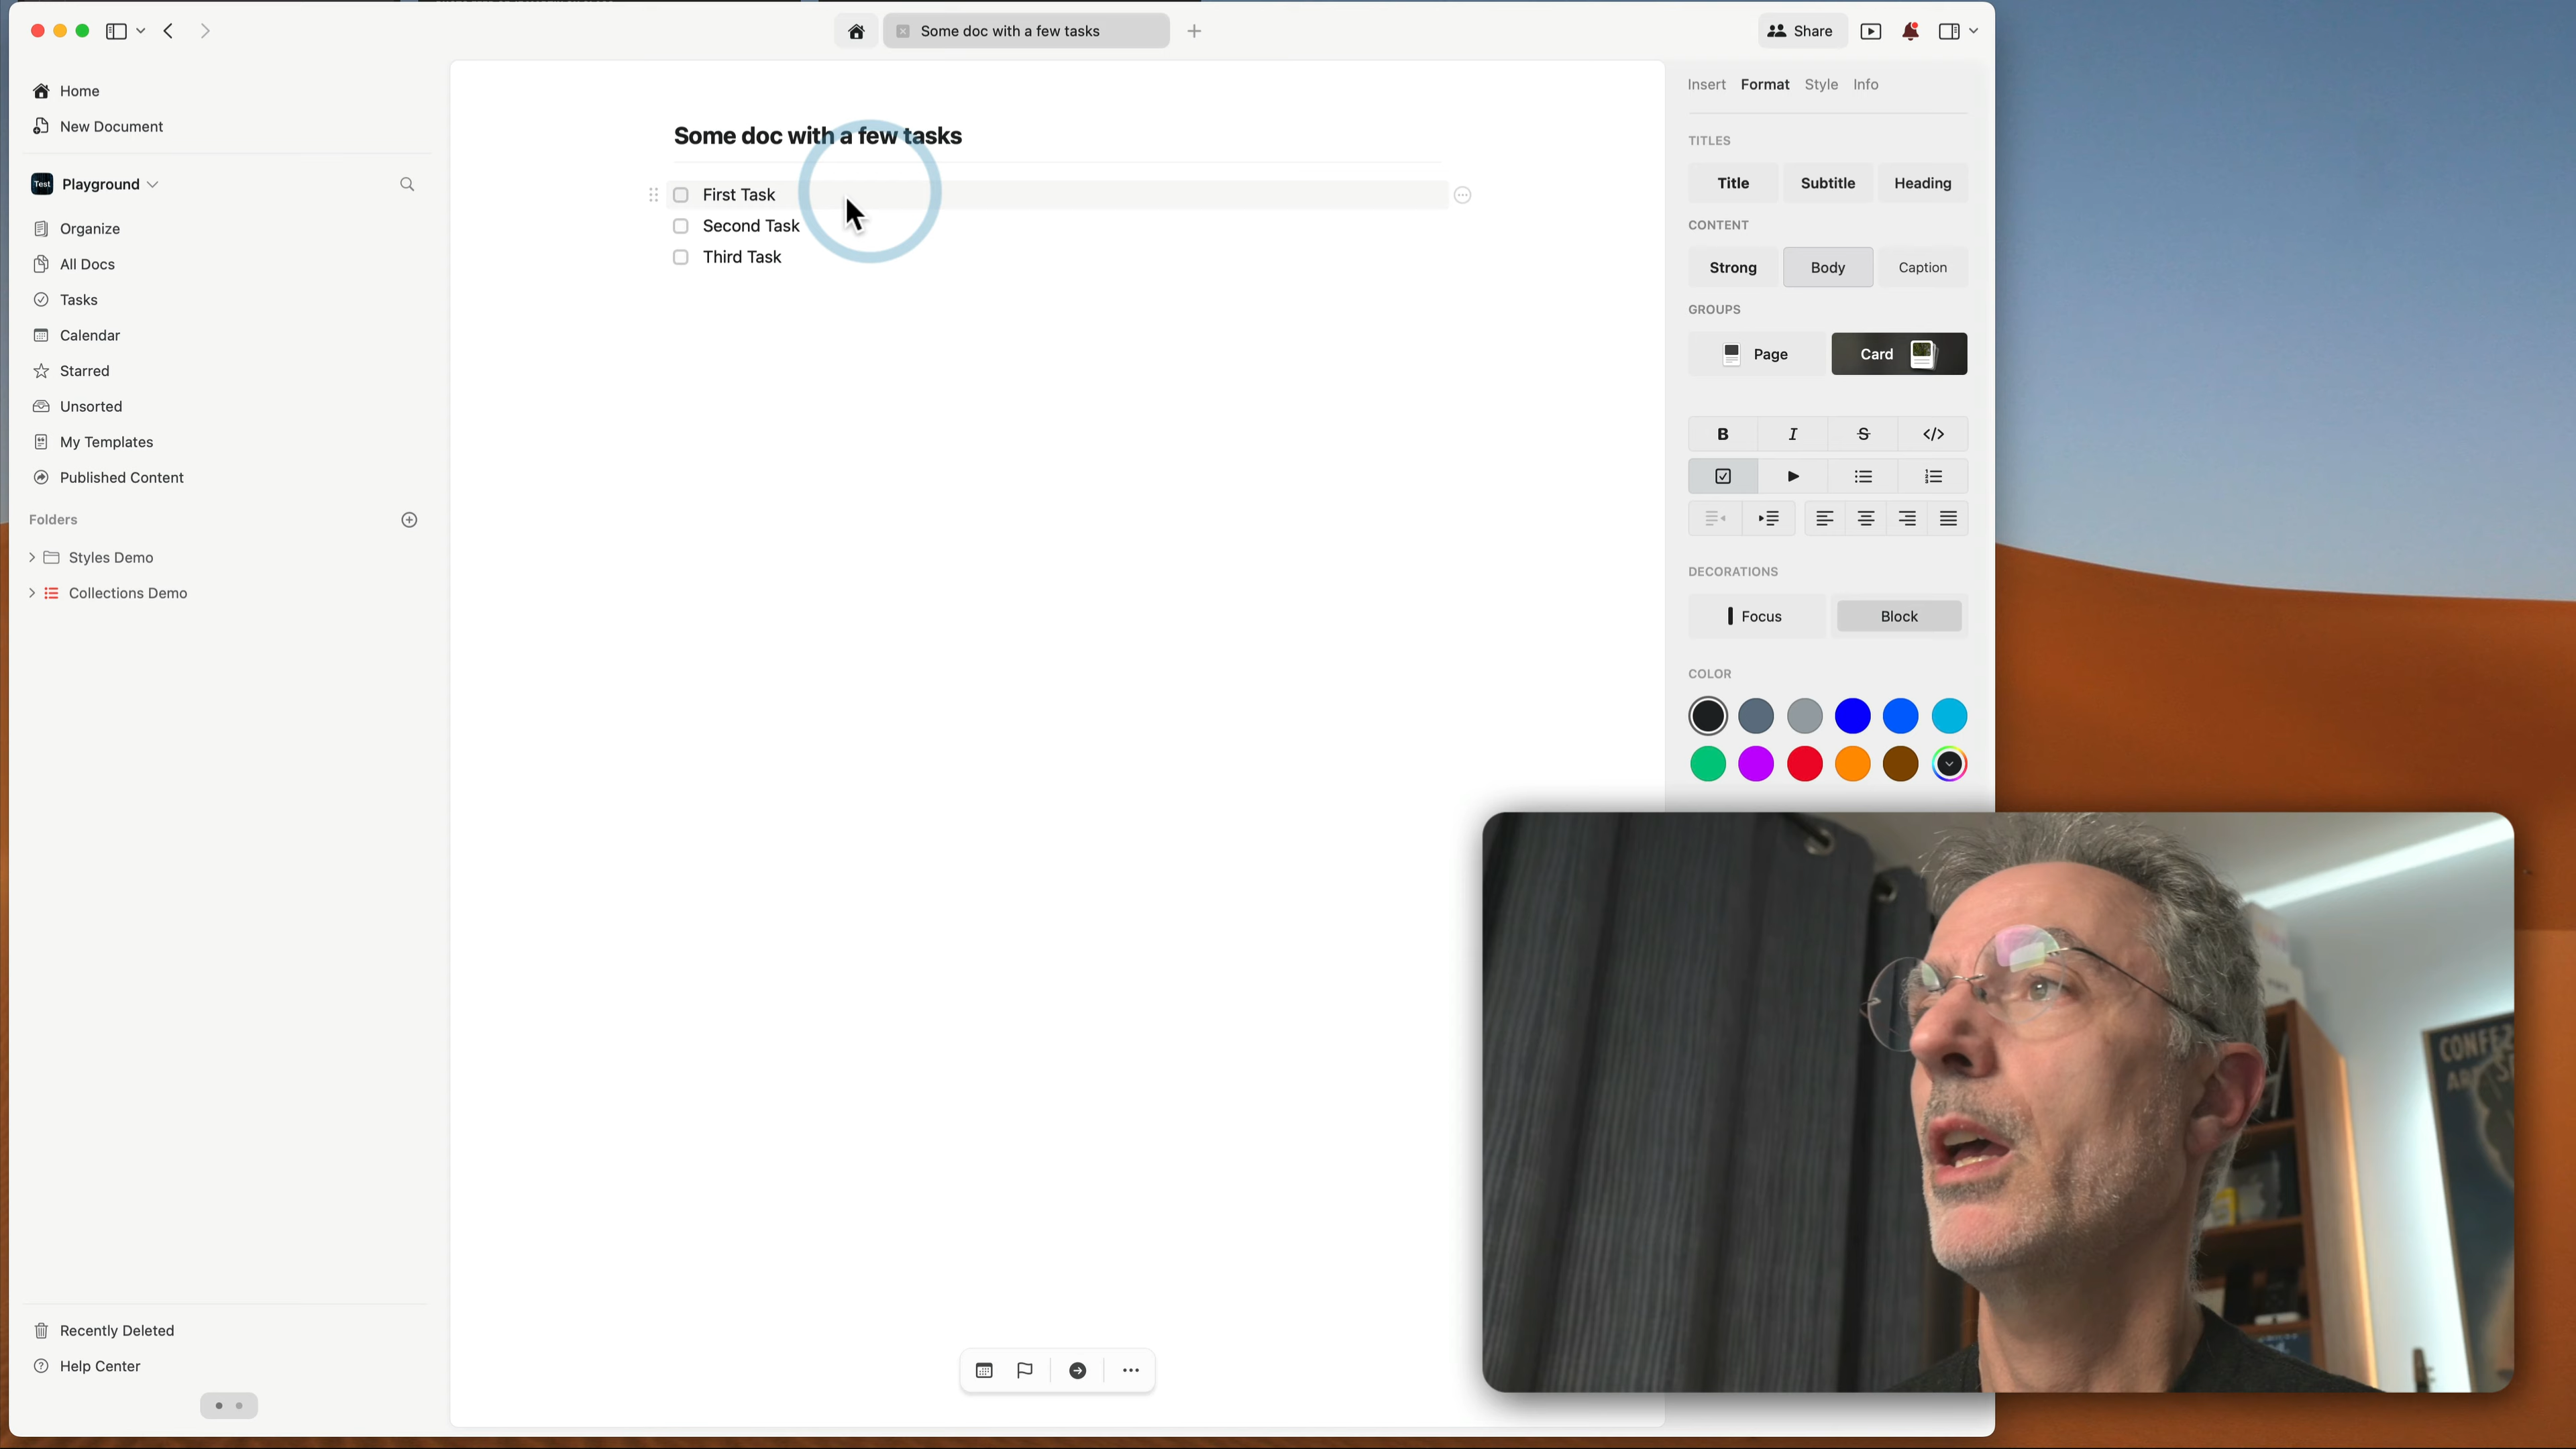 Some doc with a few tasks
Share
Home
New Document
Test
Playground
Organize
All Docs
Tasks
Calendar
Starred
Unsorted
My Templates
Published Content
Folders
Styles Demo
Collections Demo
Recently Deleted
Help Center
Some doc with a few tasks
First Task
Second Task
Third Task
Insert Format Style Info
TITLES
Title Subtitle Heading
CONTENT
Strong Body Caption
GROUPS
Page Card
B I S </>
DECORATIONS
Focus Block
COLOR